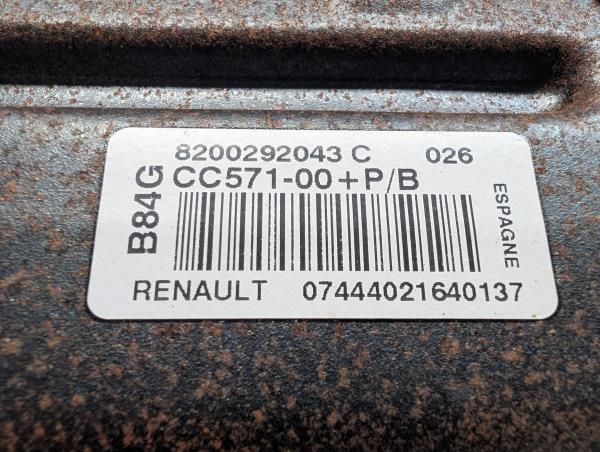 8200292043 C 026
B84G
CC571-00+P/B
ESPAGNE
RENAULT 07444021640137